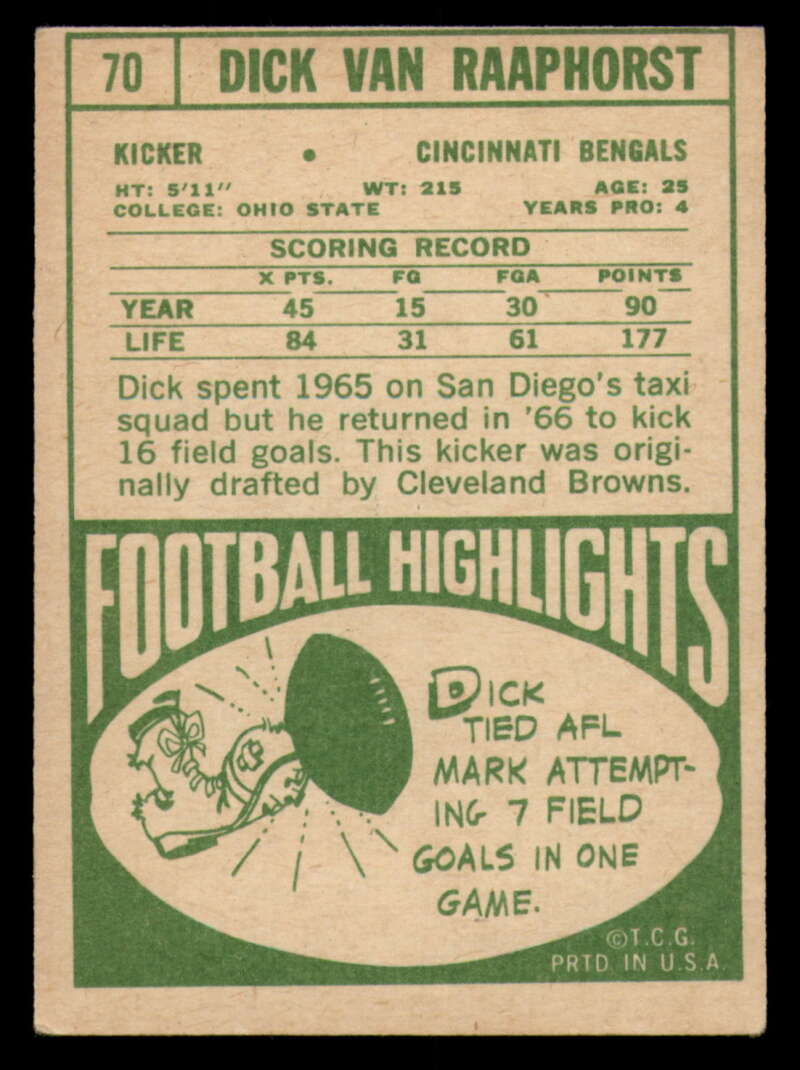 70 DICK VAN RAAPHORST
KICKER • CINCINNATI BENGALS
HT: 5'11" WT: 215 AGE: 25
COLLEGE: OHIO STATE YEARS PRO: 4
SCORING RECORD
X PTS. FG FGA POINTS
YEAR 45 15 30 90
LIFE 84 31 61 177
Dick spent 1965 on San Diego's taxi
squad but he returned in '66 to kick
16 field goals. This kicker was origi-
nally drafted by Cleveland Browns.
FOOTBALL HIGHLIGHTS
DICK
TIED AFL
MARK ATTEMPT-
ING 7 FIELD
GOALS IN ONE
GAME.
©T.C.G.
PRTD. IN U.S.A.